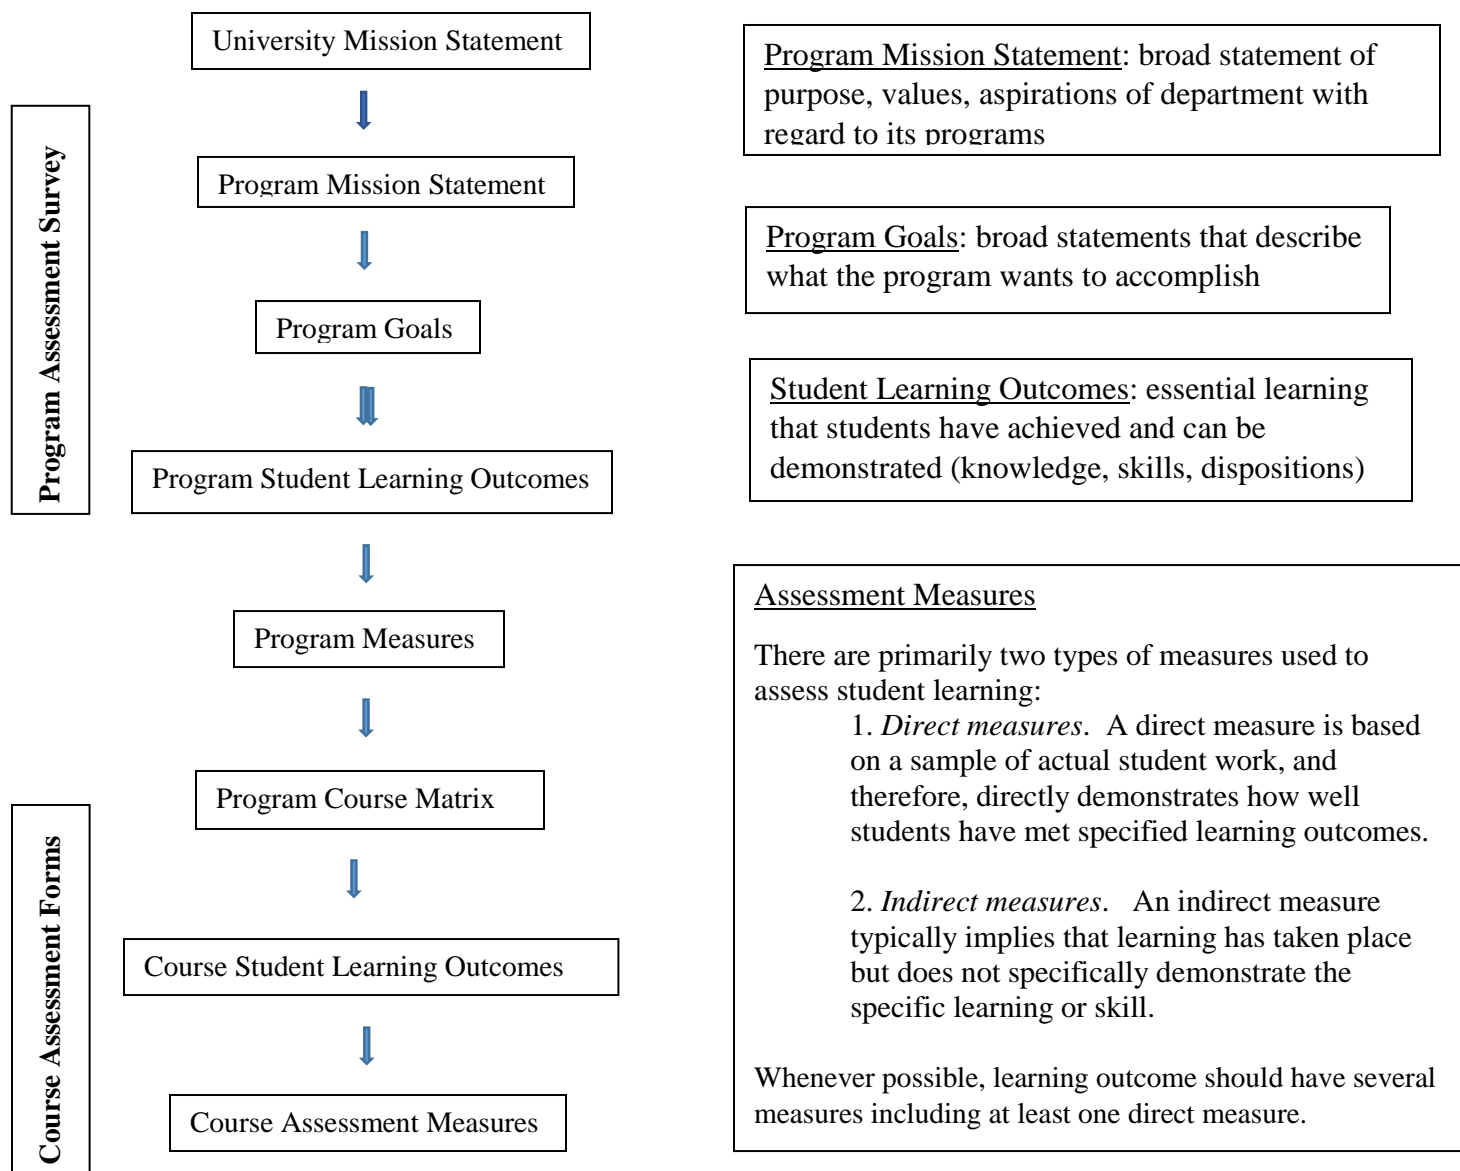 University Mission Statement
Program Mission Statement
Program Goals
Program Student Learning Outcomes
Program Measures
Program Course Matrix
Course Student Learning Outcomes
Course Assessment Measures
Program Assessment Survey
Course Assessment Forms
Program Mission Statement: broad statement of
purpose, values, aspirations of department with
regard to its programs
Program Goals: broad statements that describe
what the program wants to accomplish
Student Learning Outcomes: essential learning
that students have achieved and can be
demonstrated (knowledge, skills, dispositions)
Assessment Measures
There are primarily two types of measures used to
assess student learning:
1. Direct measures. A direct measure is based
on a sample of actual student work, and
therefore, directly demonstrates how well
students have met specified learning outcomes.
2. Indirect measures. An indirect measure
typically implies that learning has taken place
but does not specifically demonstrate the
specific learning or skill.
Whenever possible, learning outcome should have several
measures including at least one direct measure.